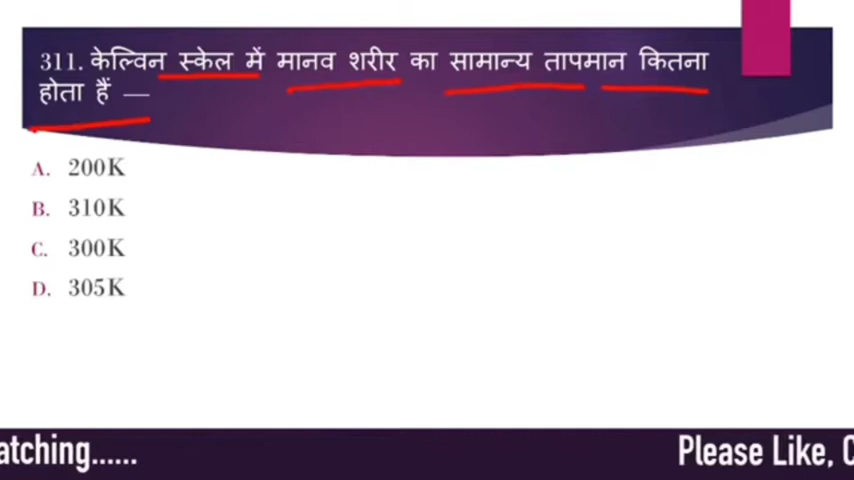 311. केल्विन स्केल में मानव शरीर का सामान्य तापमान कितना
होता हैं —
A. 200K
B. 310K
C. 300K
D. 305K
atching...... Please Like, C